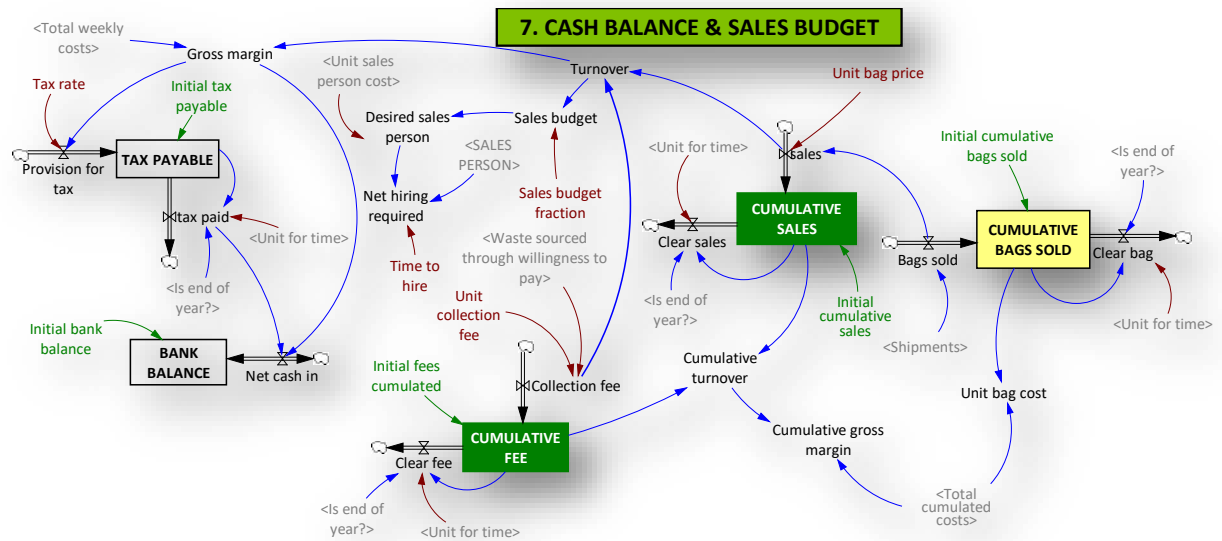 7. CASH BALANCE & SALES BUDGET
<Total weekly
costs>
Gross margin
<Unit sales
person cost>
Turnover
Unit bag price
Tax rate
Initial tax
payable
Desired sales
person
Sales budget
TAX PAYABLE
Provision for
tax
<SALES
PERSON>
<Unit for time>
sales
Initial cumulative
bags sold
<Is end of
year?>
Net hiring
required
Sales budget
fraction
tax paid
<Unit for time>
CUMULATIVE
SALES
Clear sales
Bags sold
CUMULATIVE
BAGS SOLD
Clear bag
<Waste sourced
through willingness to
pay>
Time to
hire
<Is end of
year?>
<Is end of
year?>
Initial
cumulative
sales
<Unit for time>
<Shipments>
Initial bank
balance
Unit collection
fee
BANK
BALANCE
Net cash in
Initial fees
cumulated
Collection fee
Cumulative
turnover
Unit bag cost
CUMULATIVE
FEE
Clear fee
Cumulative gross
margin
<Is end of
year?>
<Unit for time>
<Total
cumulated
costs>